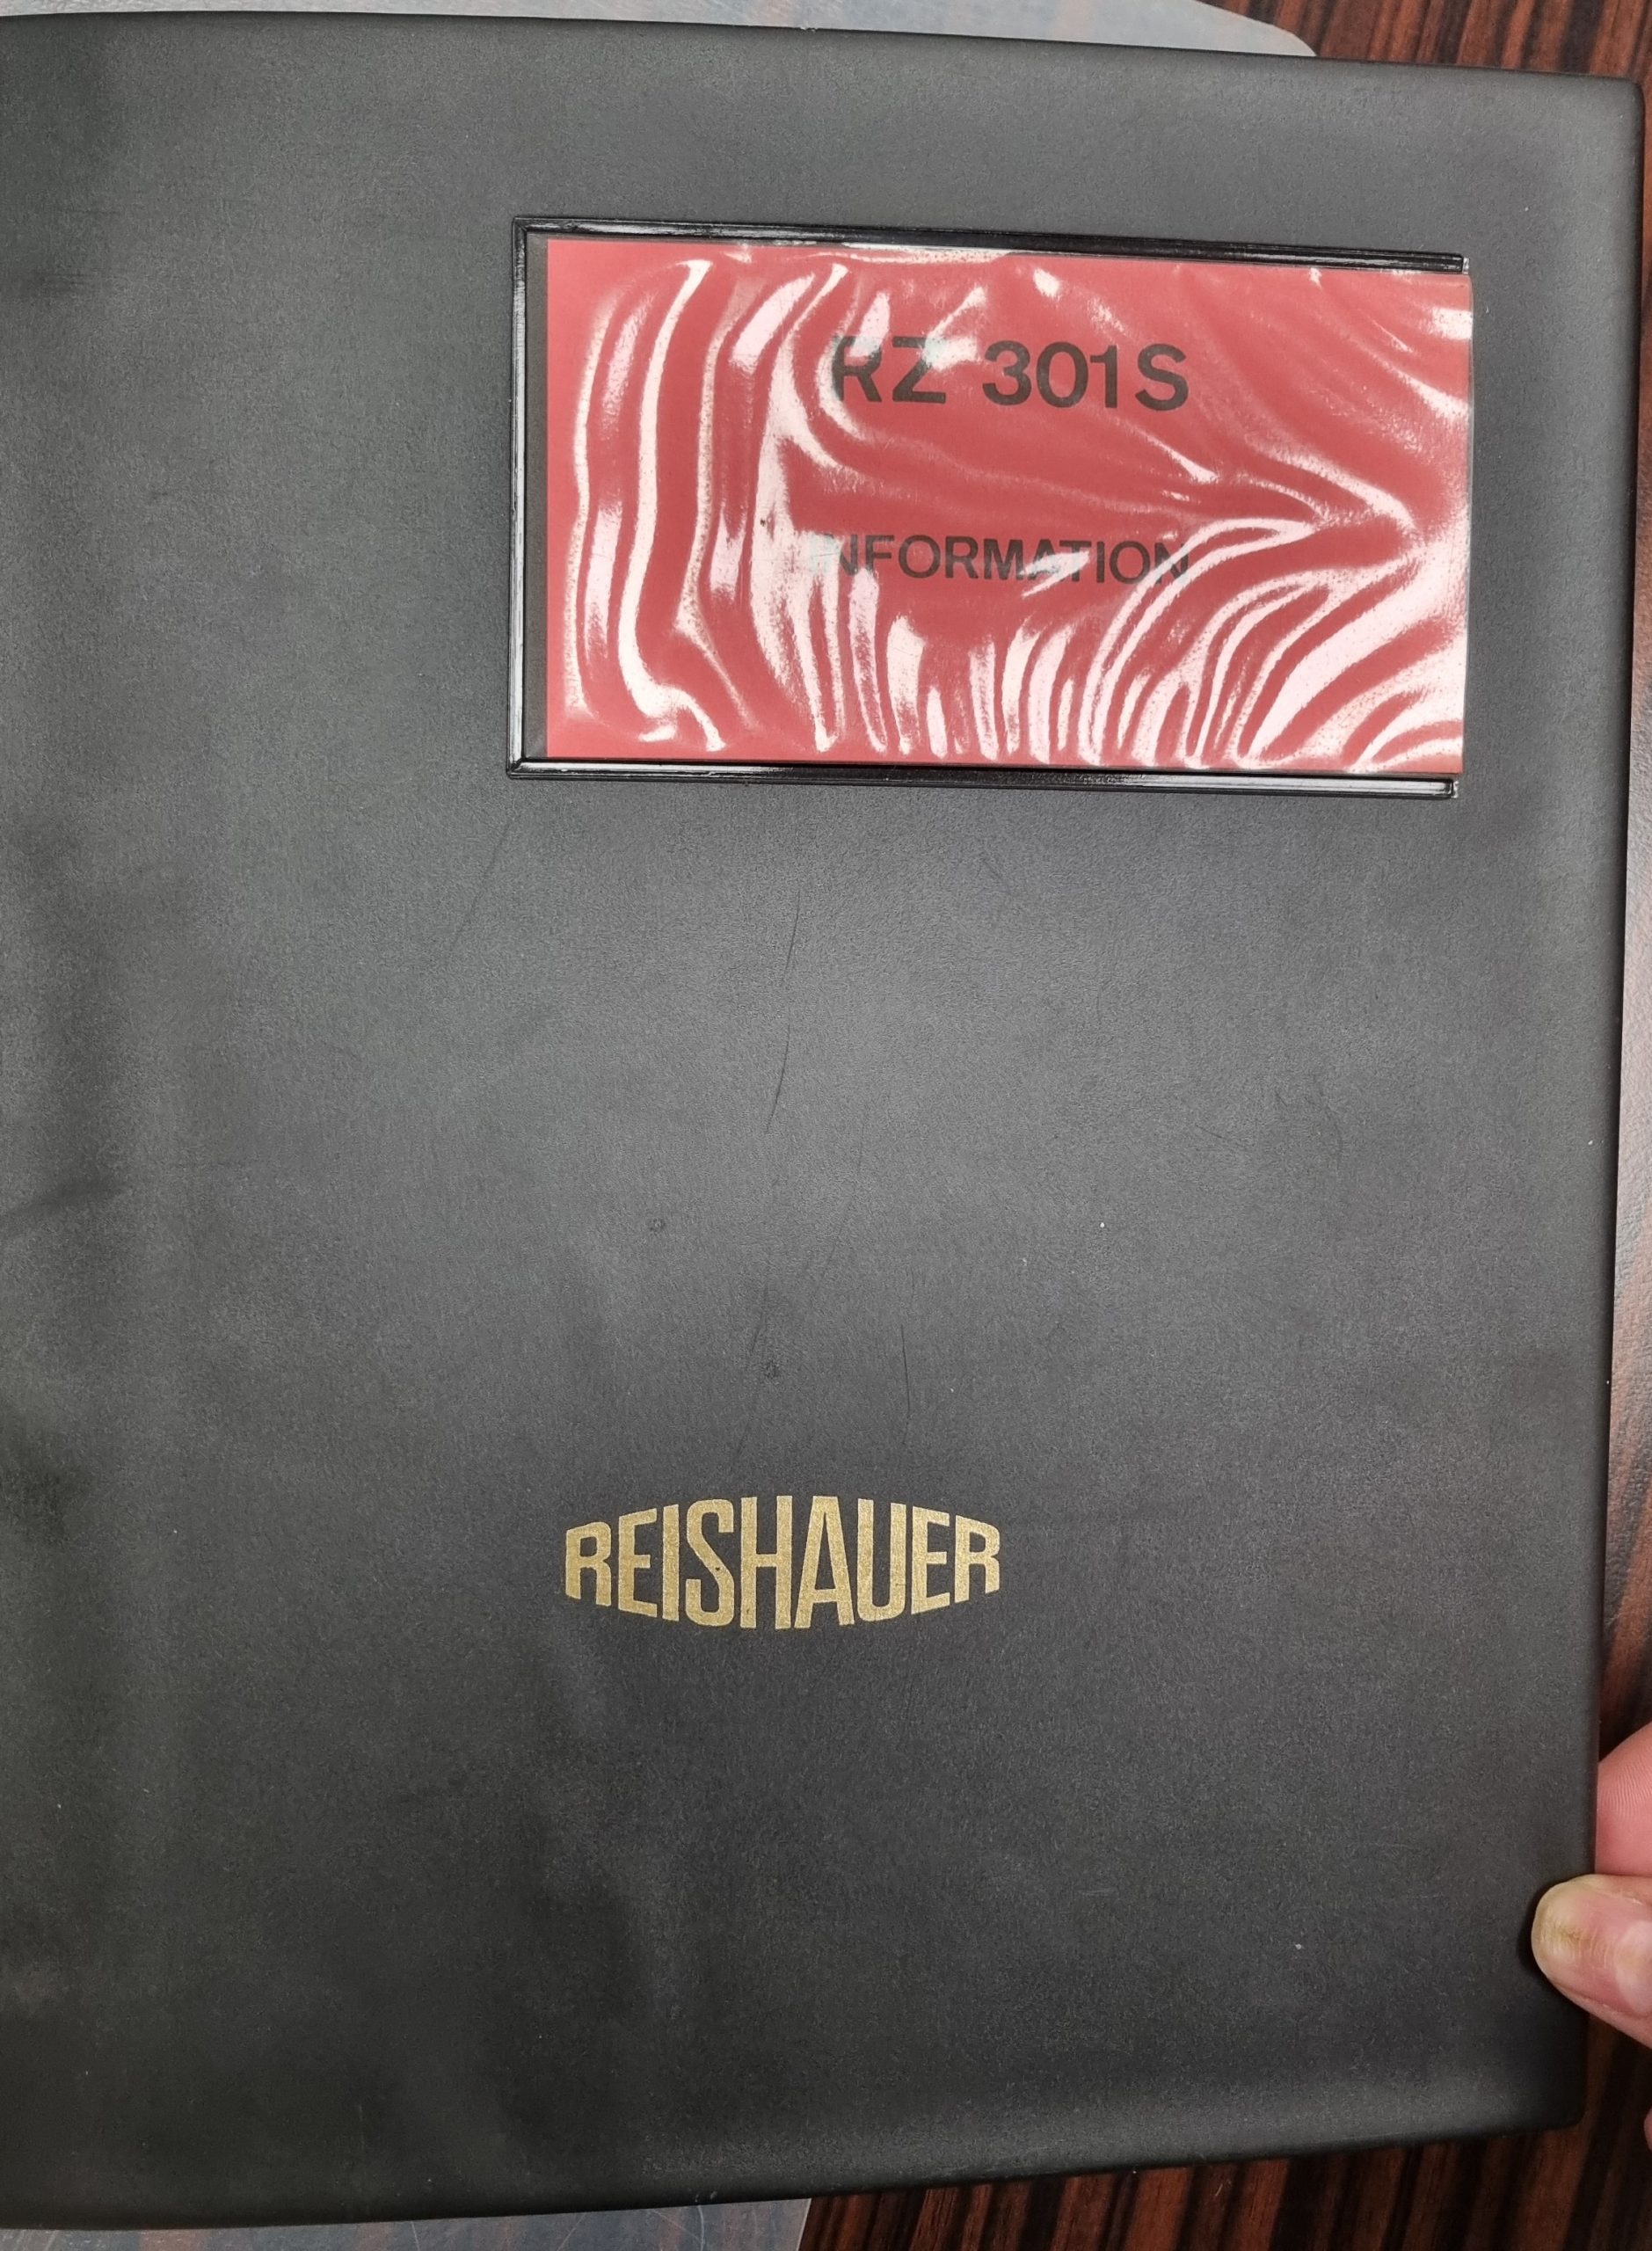 RZ 301S
INFORMATION
REISHAUER